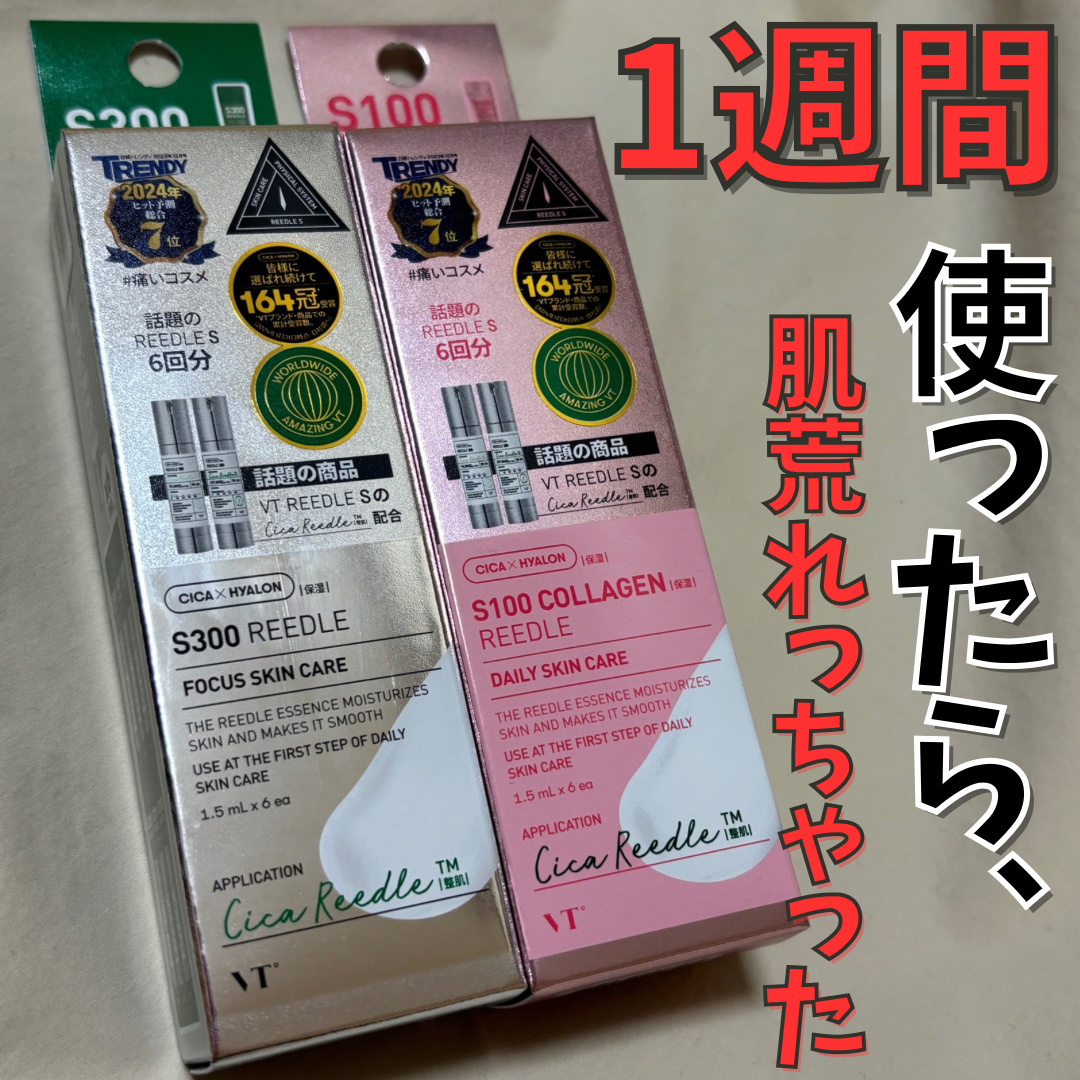 1週間
使ったら、
肌荒れっちゃった
S300
S300
TRENDY
2024年
ヒット予測
総合
7位
#痛いコスメ
PHYSICAL SYSTEM
SKIN CARE
REEDLE S
CICA × HYALON
皆様に
選ばれ続けて
164冠受賞
VTブランド・商品での
累計受賞数。
話題の
REEDLE S
6回分
WORLDWIDE
AMAZING VT
話題の商品
VT REEDLE Sの
Cica Reedle™ |整肌| 配合
CICA × HYALON |保湿|
S300 REEDLE
FOCUS SKIN CARE
THE REEDLE ESSENCE MOISTURIZES
SKIN AND MAKES IT SMOOTH
USE AT THE FIRST STEP OF DAILY
SKIN CARE
1.5 mL x 6 ea
APPLICATION
Cica Reedle™ |整肌|
VT
S100
TRENDY
2024年
ヒット予測
総合
7位
#痛いコスメ
PHYSICAL SYSTEM
SKIN CARE
REEDLE S
CICA × HYALON
皆様に
選ばれ続けて
164冠受賞
VTブランド・商品での
累計受賞数。
話題の
REEDLE S
6回分
WORLDWIDE
AMAZING VT
話題の商品
VT REEDLE Sの
Cica Reedle™ |整肌| 配合
CICA × HYALON |保湿|
S100 COLLAGEN |保湿|
REEDLE
DAILY SKIN CARE
THE REEDLE ESSENCE MOISTURIZES
SKIN AND MAKES IT SMOOTH
USE AT THE FIRST STEP OF DAILY
SKIN CARE
1.5 mL x 6 ea
APPLICATION
Cica Reedle™ |整肌|
VT